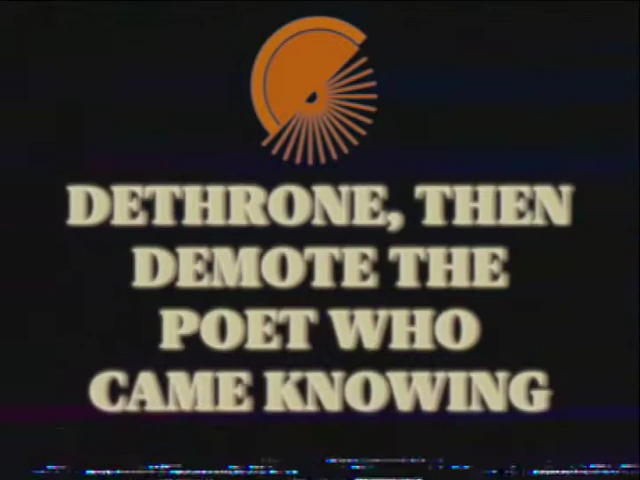 DETHRONE, THEN
DEMOTE THE
POET WHO
CAME KNOWING